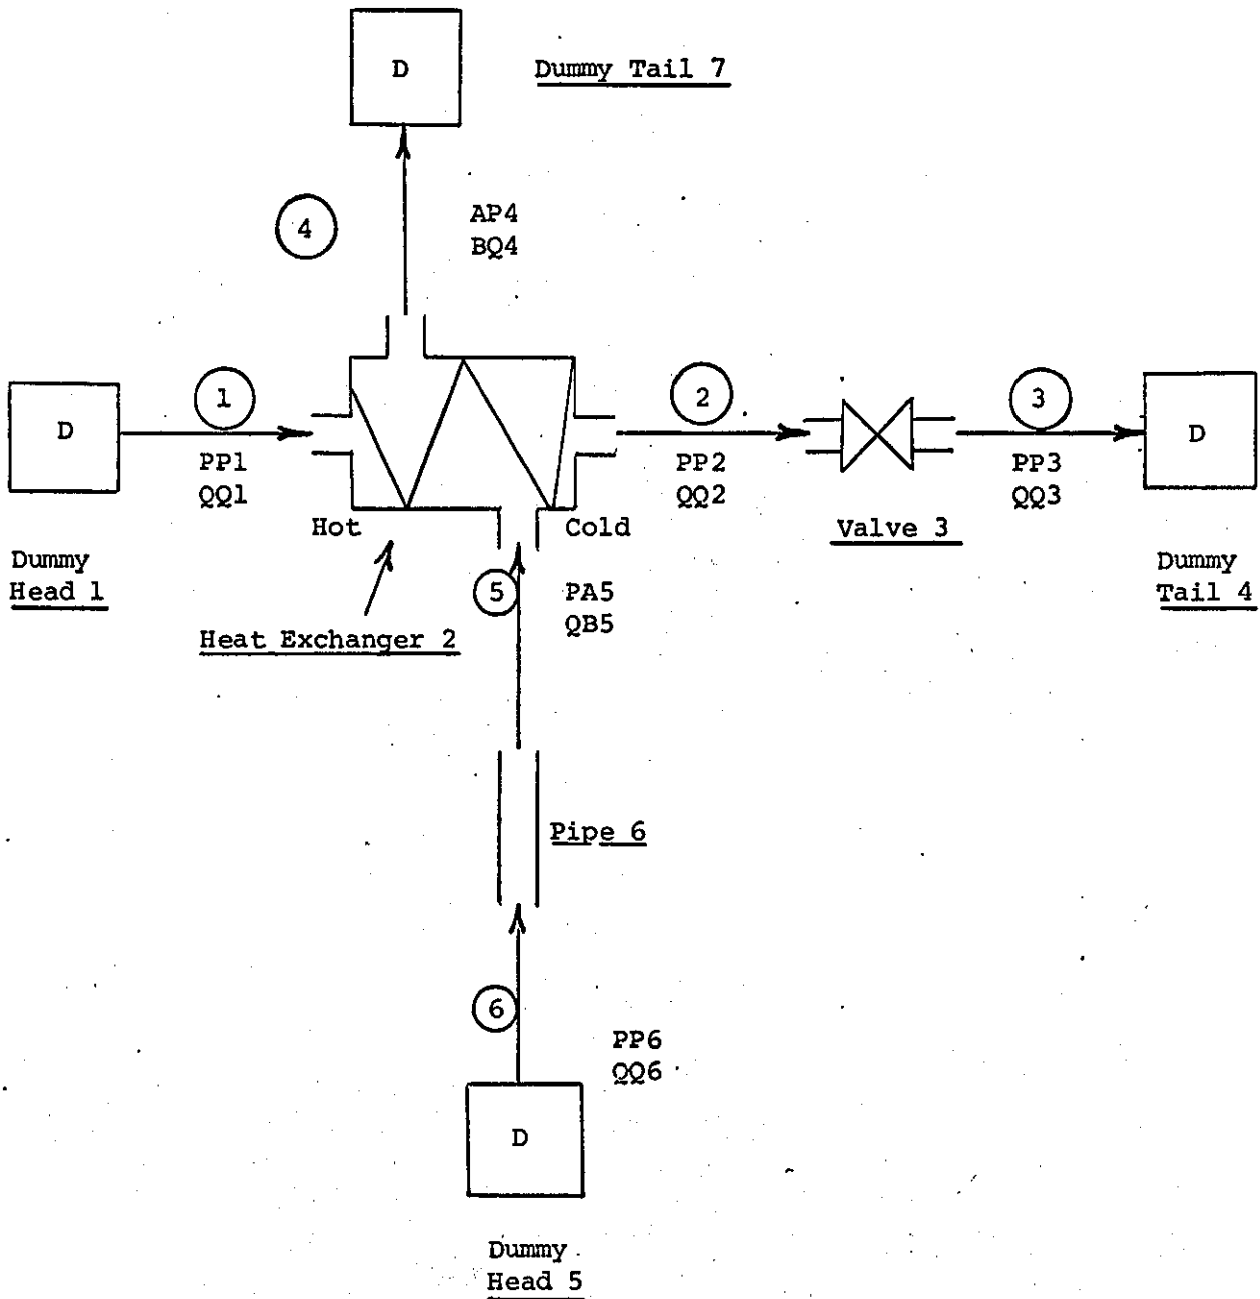 D
Dummy Tail 7
4
AP4
BQ4
D
1
PP1
QQ1
2
PP2
QQ2
3
PP3
QQ3
D
Hot
Cold
Valve 3
Dummy
Head 1
Dummy
Tail 4
5
PA5
QB5
Heat Exchanger 2
Pipe 6
6
PP6
QQ6
D
Dummy
Head 5